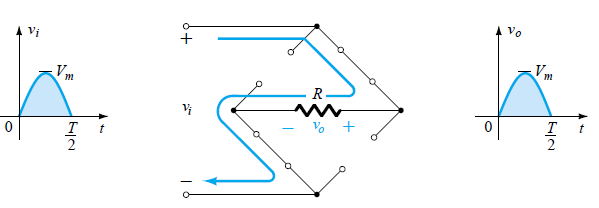 v_i
V_m
0
T/2
t
+
v_i
−
R
− v_o +
v_o
V_m
0
T/2
t